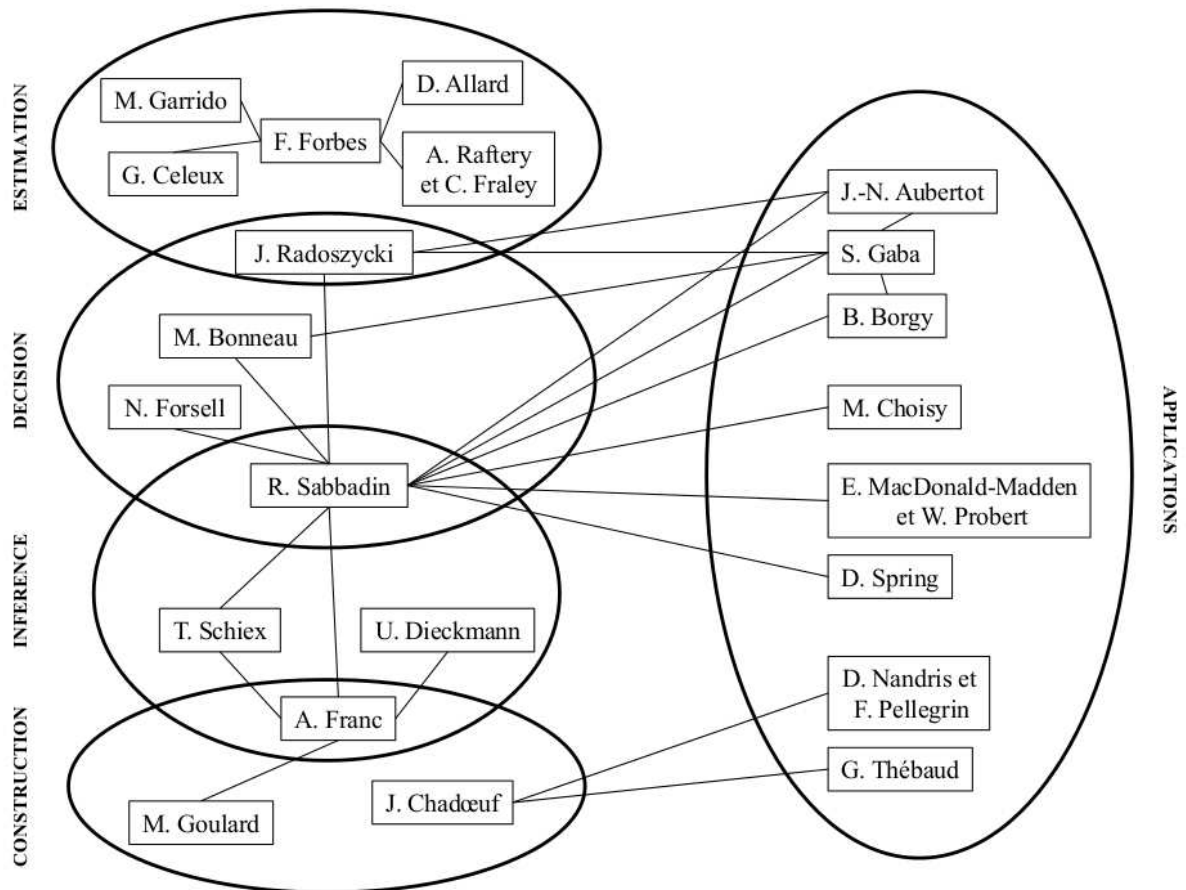 ESTIMATION
M. Garrido
D. Allard
F. Forbes
G. Celeux
A. Raftery
et C. Fraley
J. Radoszycki
DECISION
M. Bonneau
N. Forsell
R. Sabbadin
INFERENCE
T. Schiex
U. Dieckmann
A. Franc
CONSTRUCTION
J. Chadœuf
M. Goulard
J.-N. Aubertot
S. Gaba
B. Borgy
M. Choisy
E. MacDonald-Madden
et W. Probert
D. Spring
D. Nandris et
F. Pellegrin
G. Thébaud
APPLICATIONS